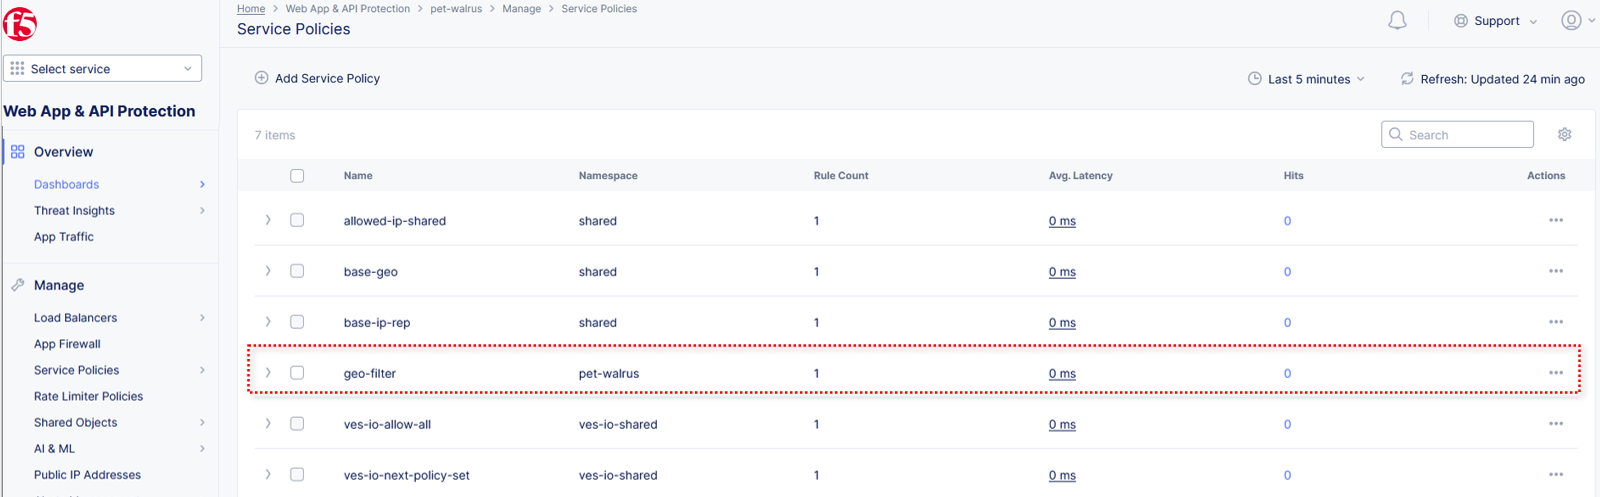 f5
Home > Web App & API Protection > pet-walrus > Manage > Service Policies
Service Policies
Support
Select service
Add Service Policy
Last 5 minutes
Refresh: Updated 24 min ago
Web App & API Protection
7 items
Search
Overview
Dashboards
Threat Insights
App Traffic
Manage
Load Balancers
App Firewall
Service Policies
Rate Limiter Policies
Shared Objects
AI & ML
Public IP Addresses
Name Namespace Rule Count Avg. Latency Hits Actions
allowed-ip-shared shared 1 0 ms 0
base-geo shared 1 0 ms 0
base-ip-rep shared 1 0 ms 0
geo-filter pet-walrus 1 0 ms 0
ves-io-allow-all ves-io-shared 1 0 ms 0
ves-io-next-policy-set ves-io-shared 1 0 ms 0